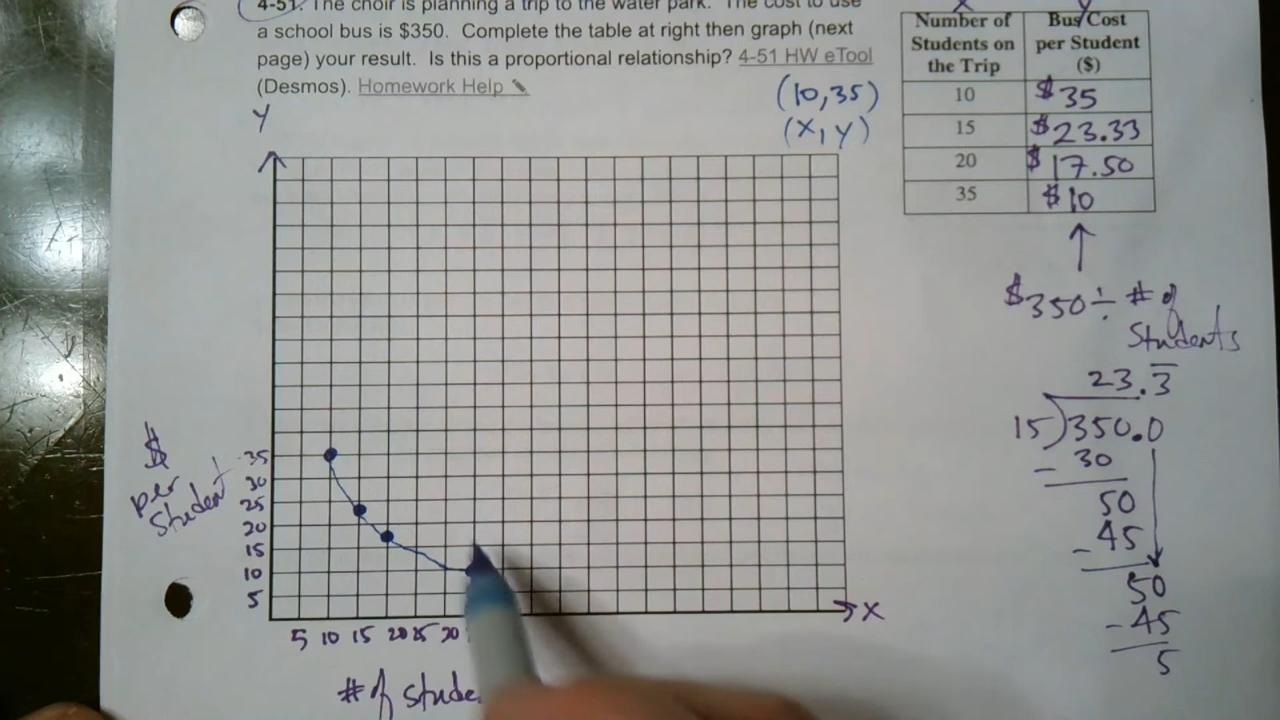 4-51. The choir is planning a trip to the water park. The cost to use
a school bus is $350. Complete the table at right then graph (next
page) your result. Is this a proportional relationship? 4-51 HW eTool
(Desmos). Homework Help
(10,35)
(x,y)
x y
Number of Students on the Trip | Bus Cost per Student ($)
10 $35
15 $23.33
20 $17.50
35 $10
$350÷ # of
Students
23.3̅
15)350.0
- 30
50
- 45
50
- 45
5
Y
$
per
student
35
30
25
20
15
10
5
X
5 10 15 20 25 30
# of